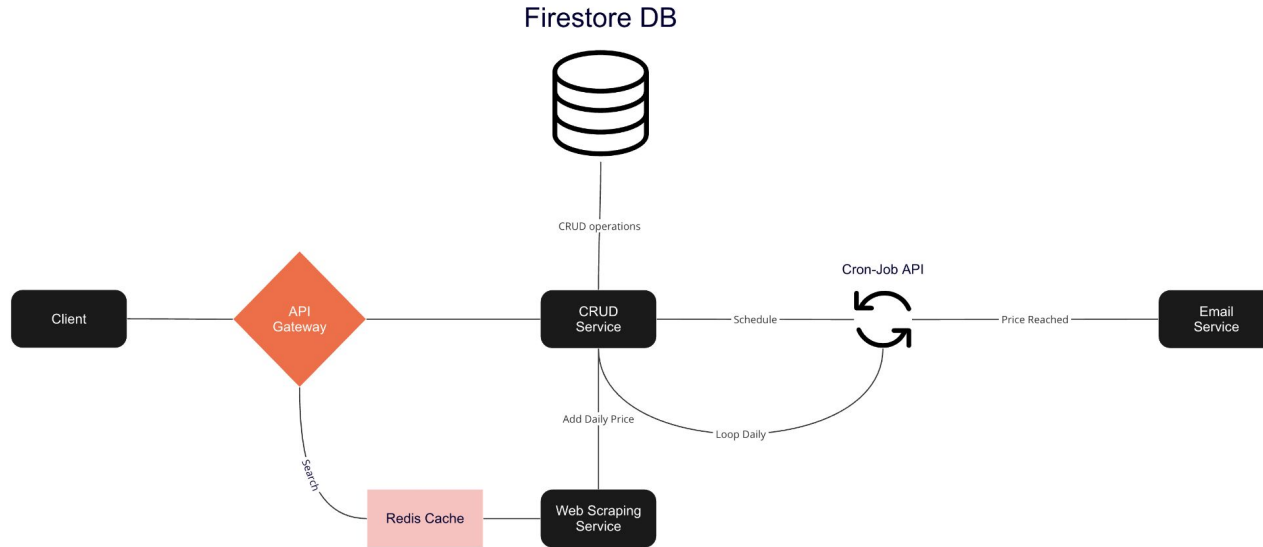 Firestore DB
CRUD operations
Cron-Job API
Client
API
Gateway
CRUD
Service
Schedule
Price Reached
Email
Service
Add Daily Price
Loop Daily
Search
Redis Cache
Web Scraping
Service